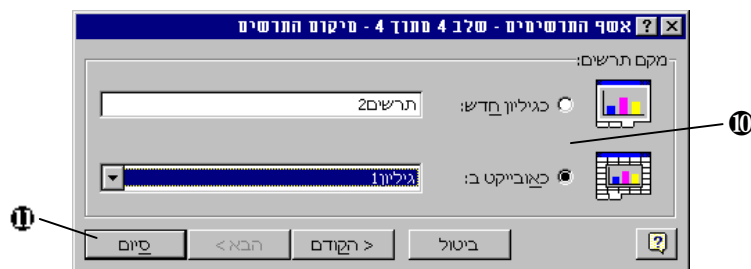 אשף התרשימים - שלב 4 מתוך 4 - מיקום התרשים
מקם תרשים:
כגיליון חדש: תרשים2
⓾
כאובייקט ב: גיליון1
⓫
ביטול < הקודם הבא > סיום